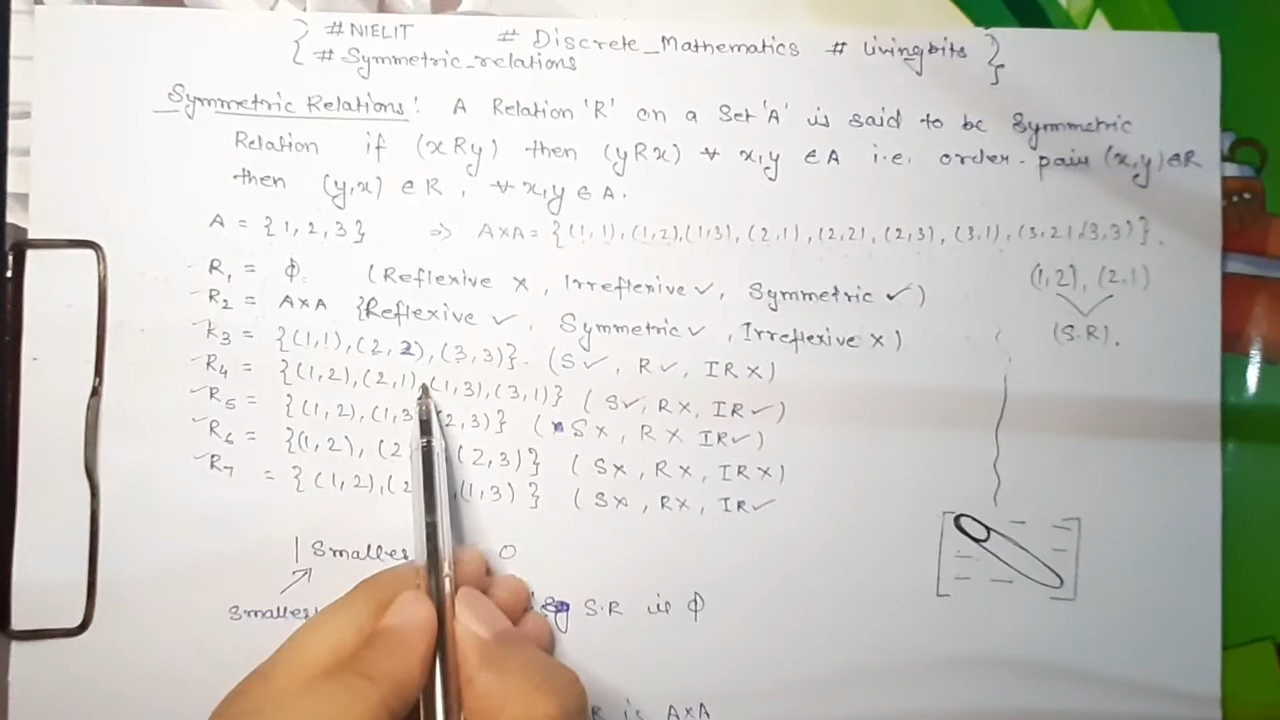 { #NIELIT # Discrete_Mathematics # Livingbits }
# Symmetric_relations
Symmetric Relations: A Relation 'R' on a Set 'A' is said to be Symmetric
Relation if (xRy) then (yRx) ∀ x,y ∈A i.e. order-pair (x,y)∈R
then (y,x) ∈R, ∀ x,y ∈ A.
A = {1,2,3} ⇒ A×A = {(1,1),(1,2),(1,3),(2,1),(2,2),(2,3),(3,1),(3,2),(3,3)}.
(1,2), (2,1)
(S.R).
R1 = φ. (Reflexive ×, Irreflexive ✓, Symmetric ✓)
R2 = A×A {Reflexive ✓, Symmetric ✓, Irreflexive ×)
R3 = {(1,1),(2,2),(3,3)}. (S✓, R✓, IR×)
R4 = {(1,2),(2,1),(1,3),(3,1)} (S✓, R×, IR✓)
R5 = {(1,2),(1,3 2,3)} (S×, R× IR✓)
R6 = {(1,2), (2 (2,3)} (S×, R×, IR×)
R7 = {(1,2),(2 ,(1,3)} (S×, R×, IR✓
| Smalles 0
Smalles S.R is φ
R is A×A